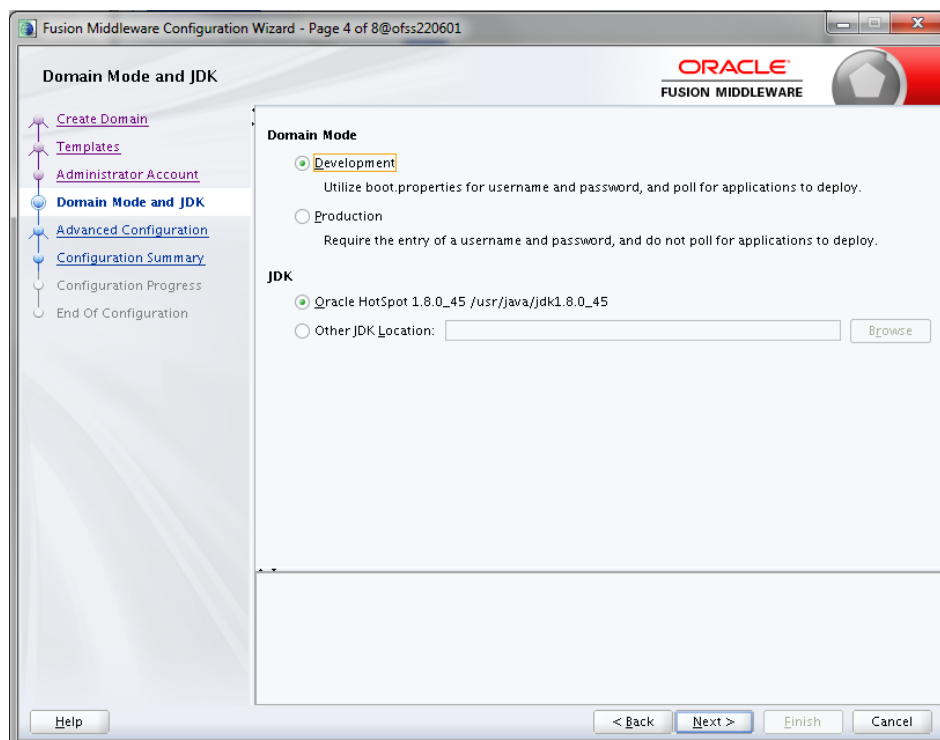 Fusion Middleware Configuration Wizard - Page 4 of 8@ofss220601
Domain Mode and JDK
ORACLE
FUSION MIDDLEWARE
Create Domain
Templates
Administrator Account
Domain Mode and JDK
Advanced Configuration
Configuration Summary
Configuration Progress
End Of Configuration
Domain Mode
Development
Utilize boot.properties for username and password, and poll for applications to deploy.
Production
Require the entry of a username and password, and do not poll for applications to deploy.
JDK
Oracle HotSpot 1.8.0_45 /usr/java/jdk1.8.0_45
Other JDK Location:
Browse
Help
< Back
Next >
Finish
Cancel